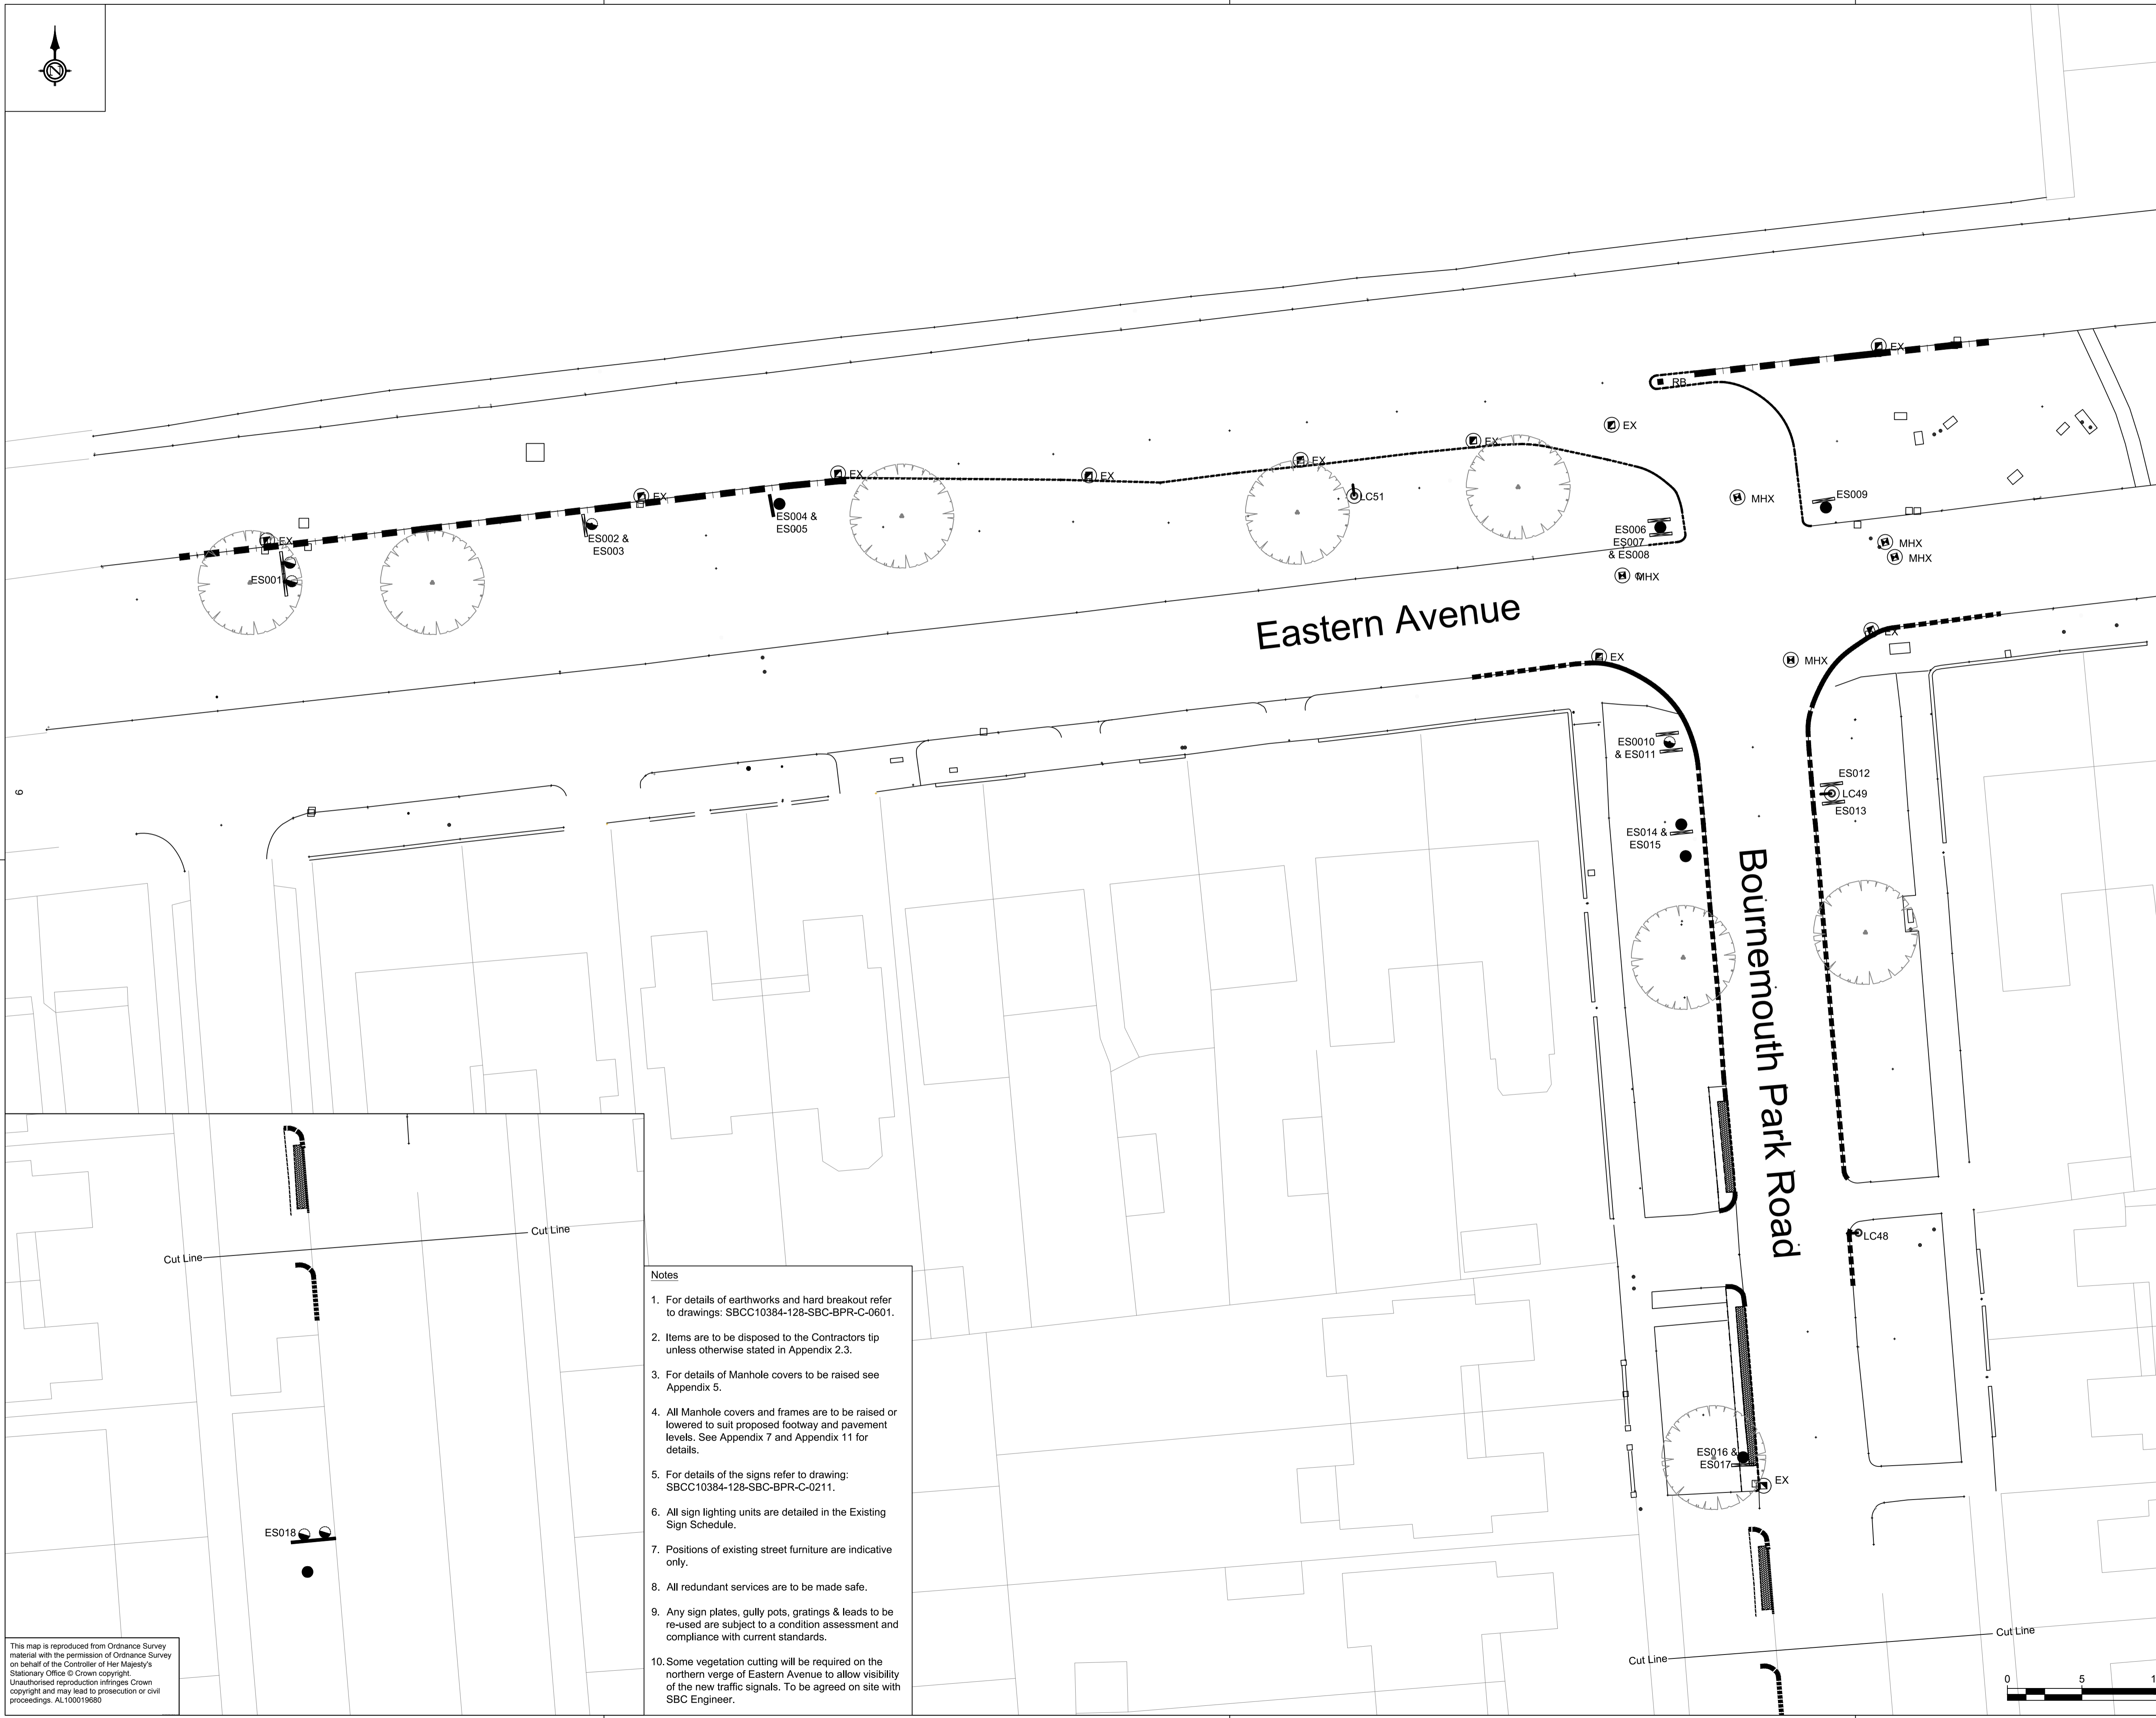 N
EX
RB
EX
EX
EX
EX
EX
EX
EX
LC51
ES004 &
ES005
ES002 &
ES003
ES001
MHX
ES009
ES006
ES007
& ES008
MHX
MHX
MHX
Eastern Avenue
EX
EX
MHX
ES0010
& ES011
ES012
LC49
ES013
ES014 &
ES015
6
Bournemouth Park Road
LC48
ES016 &
ES017
EX
Cut Line
Cut Line
Cut Line
Cut Line
ES018
Notes
1. For details of earthworks and hard breakout refer
to drawings: SBCC10384-128-SBC-BPR-C-0601.
2. Items are to be disposed to the Contractors tip
unless otherwise stated in Appendix 2.3.
3. For details of Manhole covers to be raised see
Appendix 5.
4. All Manhole covers and frames are to be raised or
lowered to suit proposed footway and pavement
levels. See Appendix 7 and Appendix 11 for
details.
5. For details of the signs refer to drawing:
SBCC10384-128-SBC-BPR-C-0211.
6. All sign lighting units are detailed in the Existing
Sign Schedule.
7. Positions of existing street furniture are indicative
only.
8. All redundant services are to be made safe.
9. Any sign plates, gully pots, gratings & leads to be
re-used are subject to a condition assessment and
compliance with current standards.
10. Some vegetation cutting will be required on the
northern verge of Eastern Avenue to allow visibility
of the new traffic signals. To be agreed on site with
SBC Engineer.
This map is reproduced from Ordnance Survey
material with the permission of Ordnance Survey
on behalf of the Controller of Her Majesty's
Stationary Office © Crown copyright.
Unauthorised reproduction infringes Crown
copyright and may lead to prosecution or civil
proceedings. AL100019680
0 5